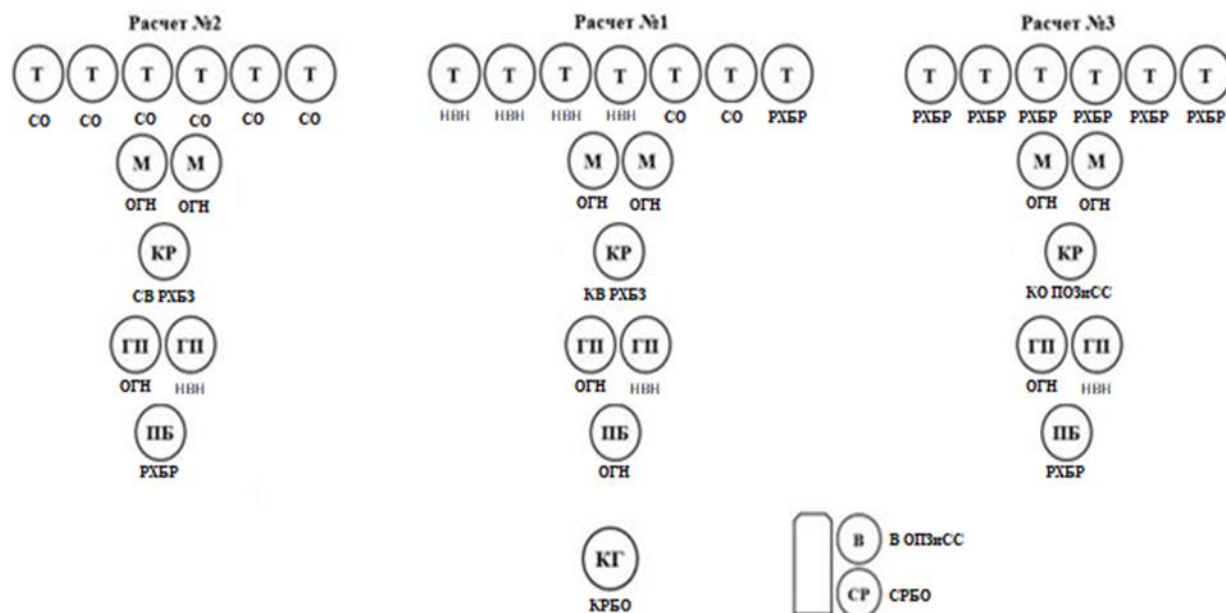 Расчет №2 Расчет №1 Расчет №3
Т Т Т Т Т Т Т Т Т Т Т Т Т Т Т Т Т Т Т
СО СО СО СО СО СО НВН НВН НВН НВН СО СО РХБР РХБР РХБР РХБР РХБР РХБР РХБР
М М М М М М
ОГН ОГН ОГН ОГН ОГН ОГН
КР КР КР
СВ РХБЗ КВ РХБЗ КО ПОЗиСС
ГП ГП ГП ГП ГП ГП
ОГН НВН ОГН НВН ОГН НВН
ПБ ПБ ПБ
РХБР ОГН РХБР
КГ В В ОПЗиСС
КРБО СР СРБО